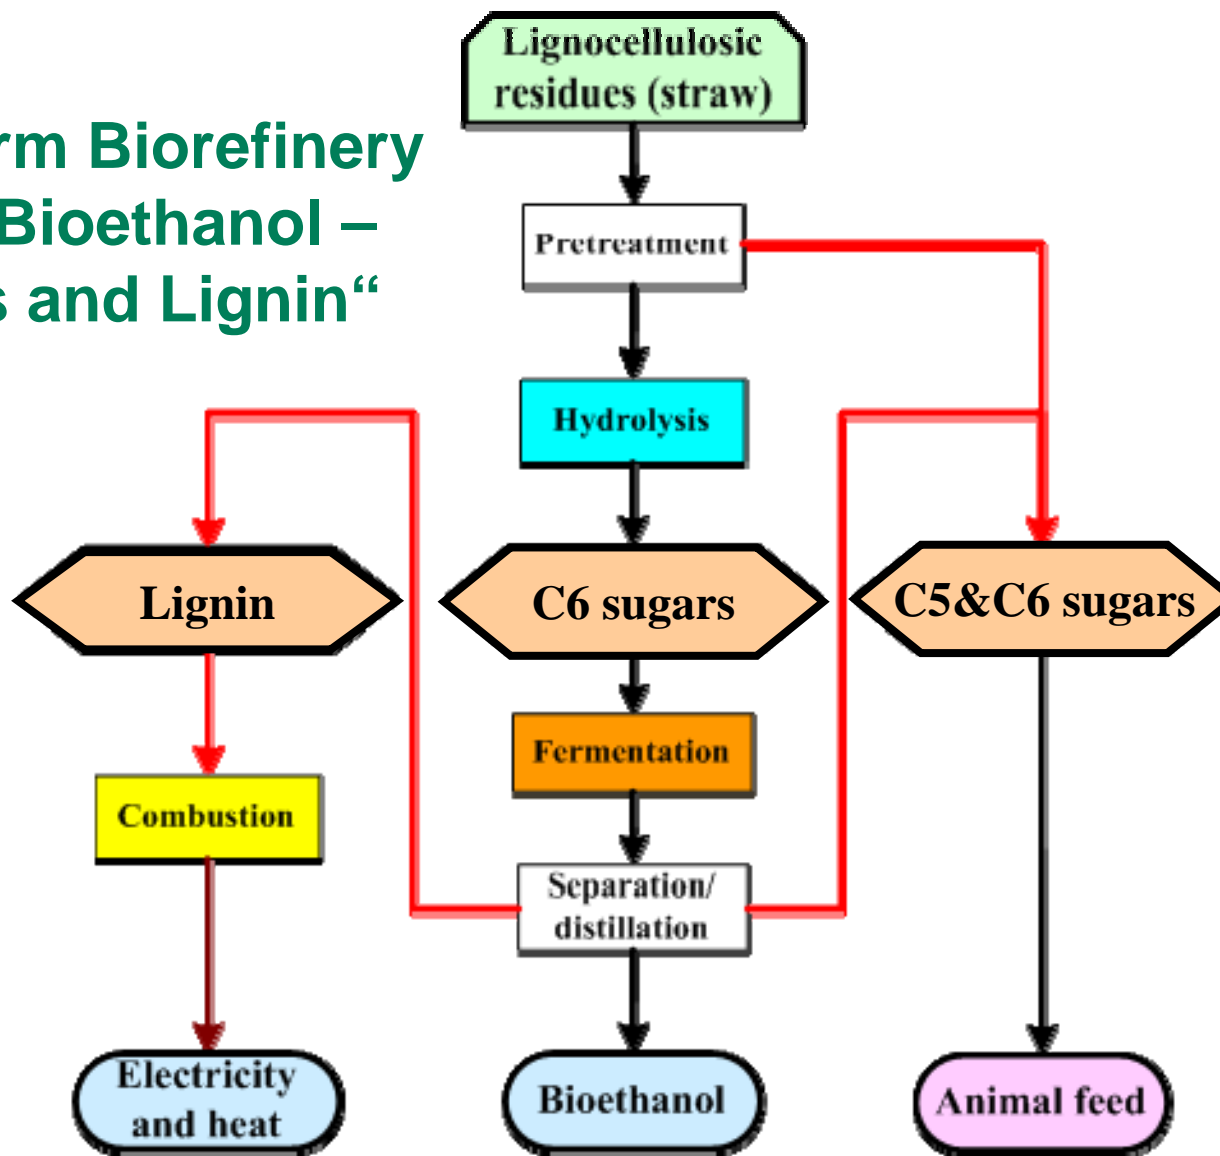 Lignocellulosic
residues (straw)
rm Biorefinery
Bioethanol –
s and Lignin“
Pretreatment
Hydrolysis
Lignin
C6 sugars
C5&C6 sugars
Fermentation
Combustion
Separation/
distillation
Electricity
and heat
Bioethanol
Animal feed